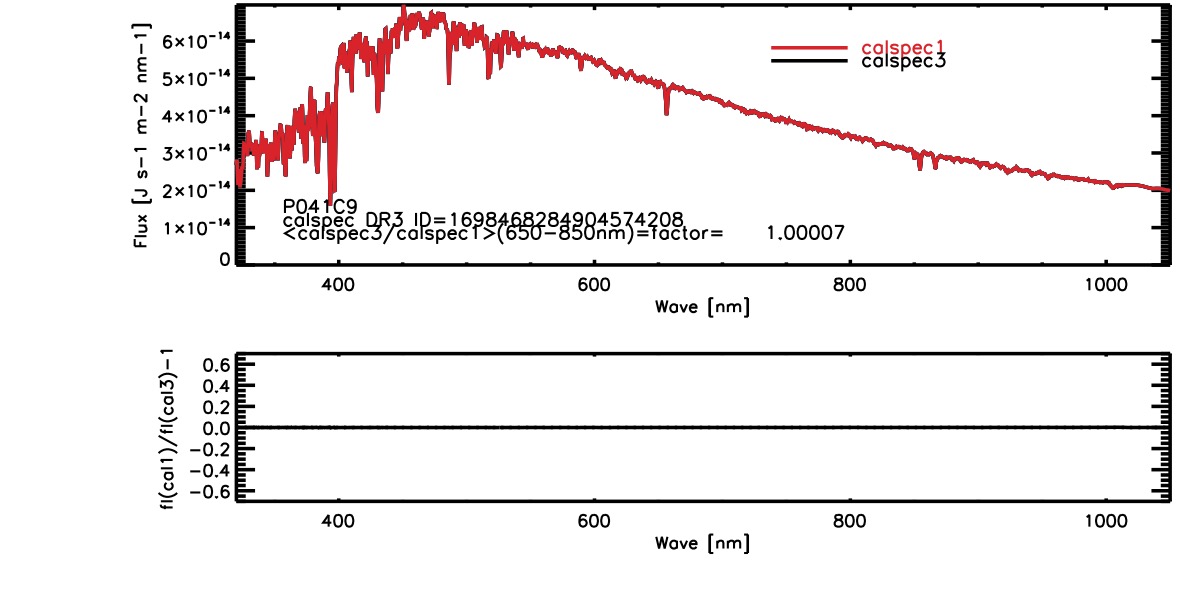 6×10−14
5×10−14
4×10−14
3×10−14
2×10−14
1×10−14
0
Flux [J s−1 m−2 nm−1]
calspec1
calspec3
P041C9
calspec DR3 ID=1698468284904574208
<calspec3/calspec1>(650−850nm)=factor= 1.00007
400 600 800 1000
Wave [nm]
0.6
0.4
0.2
0.0
−0.2
−0.4
−0.6
fl(cal1)/fl(cal3)−1
400 600 800 1000
Wave [nm]